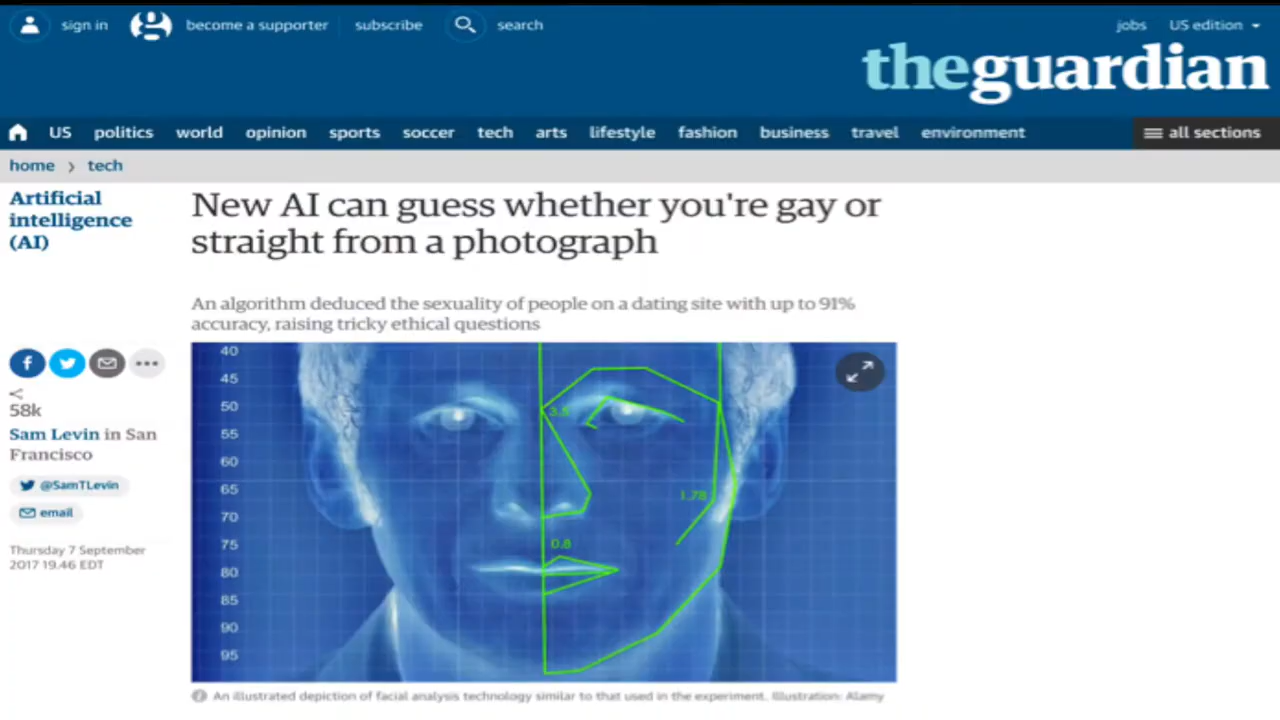 sign in
become a supporter
subscribe
search
jobs
US edition
theguardian
US politics world opinion sports soccer tech arts lifestyle fashion business travel environment all sections
home > tech
Artificial
intelligence
(AI)
New AI can guess whether you're gay or
straight from a photograph
An algorithm deduced the sexuality of people on a dating site with up to 91%
accuracy, raising tricky ethical questions
58k
Sam Levin in San
Francisco
@SamTLevin
email
Thursday 7 September
2017 19.46 EDT
40
45
50
55
60
65
70
75
80
85
90
95
3.5
1.78
0.8
An illustrated depiction of facial analysis technology similar to that used in the experiment. Illustration: Alamy